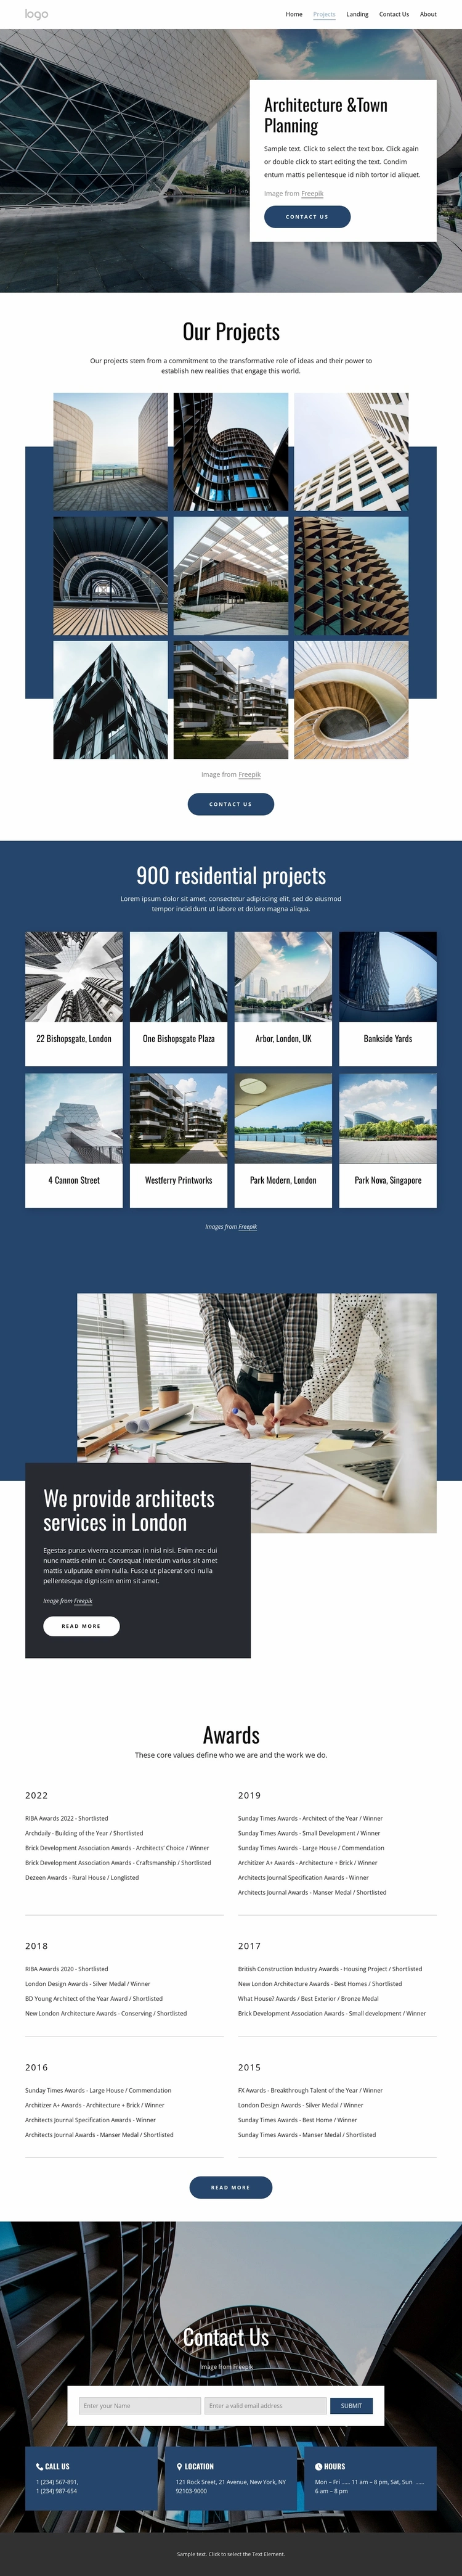 logo
Home Projects Landing Contact Us About
Architecture &Town
Planning
Sample text. Click to select the text box. Click again
or double click to start editing the text. Condim
entum mattis pellentesque id nibh tortor id aliquet.
Image from Freepik
CONTACT US
Our Projects
Our projects stem from a commitment to the transformative role of ideas and their power to
establish new realities that engage this world.
Image from Freepik
CONTACT US
900 residential projects
Lorem ipsum dolor sit amet, consectetur adipiscing elit, sed do eiusmod
tempor incididunt ut labore et dolore magna aliqua.
22 Bishopsgate, London
One Bishopsgate Plaza
Arbor, London, UK
Bankside Yards
4 Cannon Street
Westferry Printworks
Park Modern, London
Park Nova, Singapore
Images from Freepik
We provide architects
services in London
Egestas purus viverra accumsan in nisl nisi. Enim nec dui
nunc mattis enim ut. Consequat interdum varius sit amet
mattis vulputate enim nulla. Fusce ut placerat orci nulla
pellentesque dignissim enim sit amet.
Image from Freepik
READ MORE
Awards
These core values define who we are and the work we do.
2022
RIBA Awards 2022 - Shortlisted
Archdaily - Building of the Year / Shortlisted
Brick Development Association Awards - Architects' Choice / Winner
Brick Development Association Awards - Craftsmanship / Shortlisted
Dezeen Awards - Rural House / Longlisted
2019
Sunday Times Awards - Architect of the Year / Winner
Sunday Times Awards - Small Development / Winner
Sunday Times Awards - Large House / Commendation
Architizer A+ Awards - Architecture + Brick / Winner
Architects Journal Specification Awards - Winner
Architects Journal Awards - Manser Medal / Shortlisted
2018
RIBA Awards 2020 - Shortlisted
London Design Awards - Silver Medal / Winner
BD Young Architect of the Year Award / Shortlisted
New London Architecture Awards - Conserving / Shortlisted
2017
British Construction Industry Awards - Housing Project / Shortlisted
New London Architecture Awards - Best Homes / Shortlisted
What House? Awards / Best Exterior / Bronze Medal
Brick Development Association Awards - Small development / Winner
2016
Sunday Times Awards - Large House / Commendation
Architizer A+ Awards - Architecture + Brick / Winner
Architects Journal Specification Awards - Winner
Architects Journal Awards - Manser Medal / Shortlisted
2015
FX Awards - Breakthrough Talent of the Year / Winner
London Design Awards - Silver Medal / Winner
Sunday Times Awards - Best Home / Winner
Sunday Times Awards - Manser Medal / Shortlisted
READ MORE
Contact Us
Image from Freepik
Enter your Name
Enter a valid email address
SUBMIT
CALL US
1 (234) 567-891,
1 (234) 987-654
LOCATION
121 Rock Sreet, 21 Avenue, New York, NY
92103-9000
HOURS
Mon – Fri ...... 11 am – 8 pm, Sat, Sun ......
6 am – 8 pm
Sample text. Click to select the Text Element.